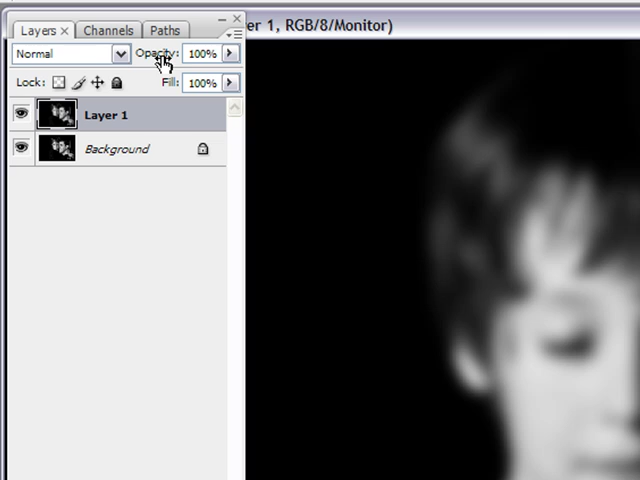 er 1, RGB/8/Monitor)
Layers × Channels Paths
Normal Opacity: 100%
Lock: Fill: 100%
Layer 1
Background